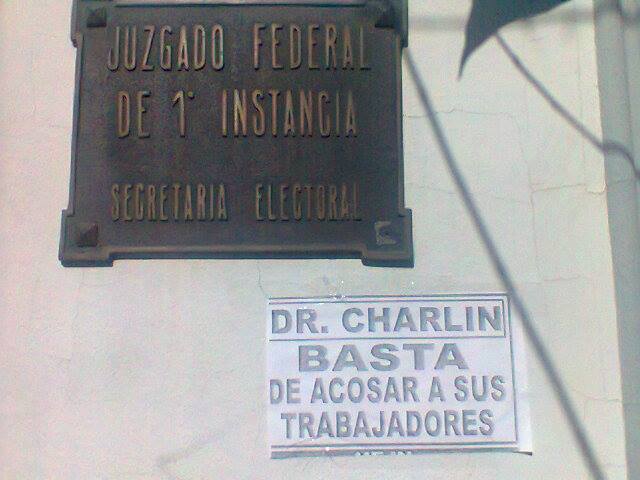 JUZGADO FEDERAL
DE 1° INSTANCIA
SECRETARIA ELECTORAL
DR. CHARLIN
BASTA
DE ACOSAR A SUS
TRABAJADORES